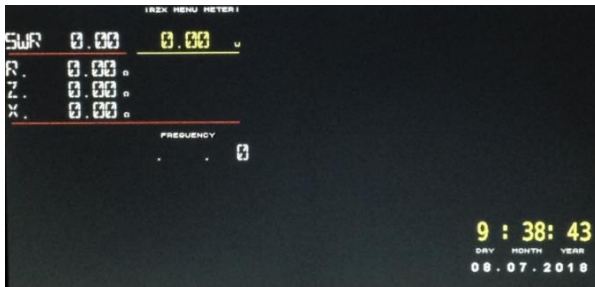 (RZX MENU METER)
SWR 0.00 0.00 W
R. 0.00 Ω
Z. 0.00 Ω
X. 0.00 Ω
FREQUENCY
. . 0
9 : 38: 43
DAY MONTH YEAR
08.07.2018